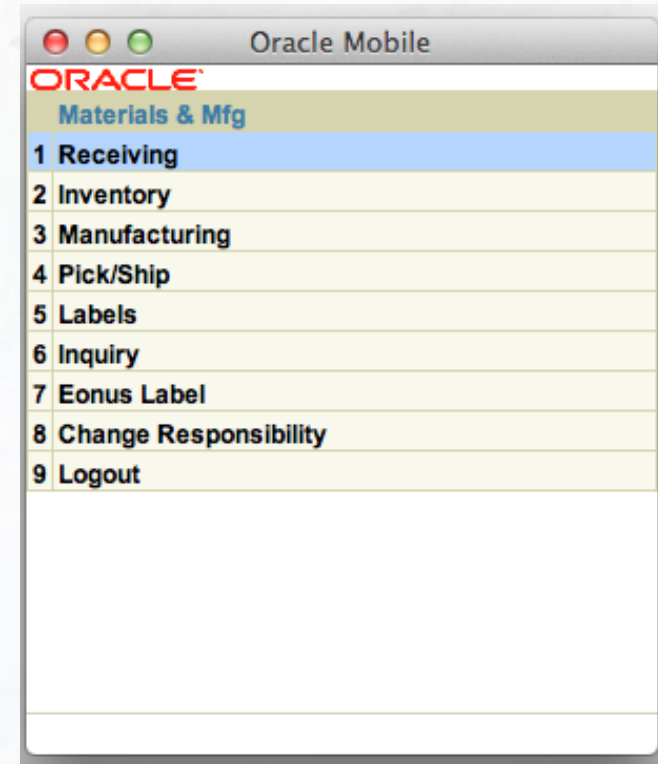 Oracle Mobile
ORACLE
Materials & Mfg
1 Receiving
2 Inventory
3 Manufacturing
4 Pick/Ship
5 Labels
6 Inquiry
7 Eonus Label
8 Change Responsibility
9 Logout